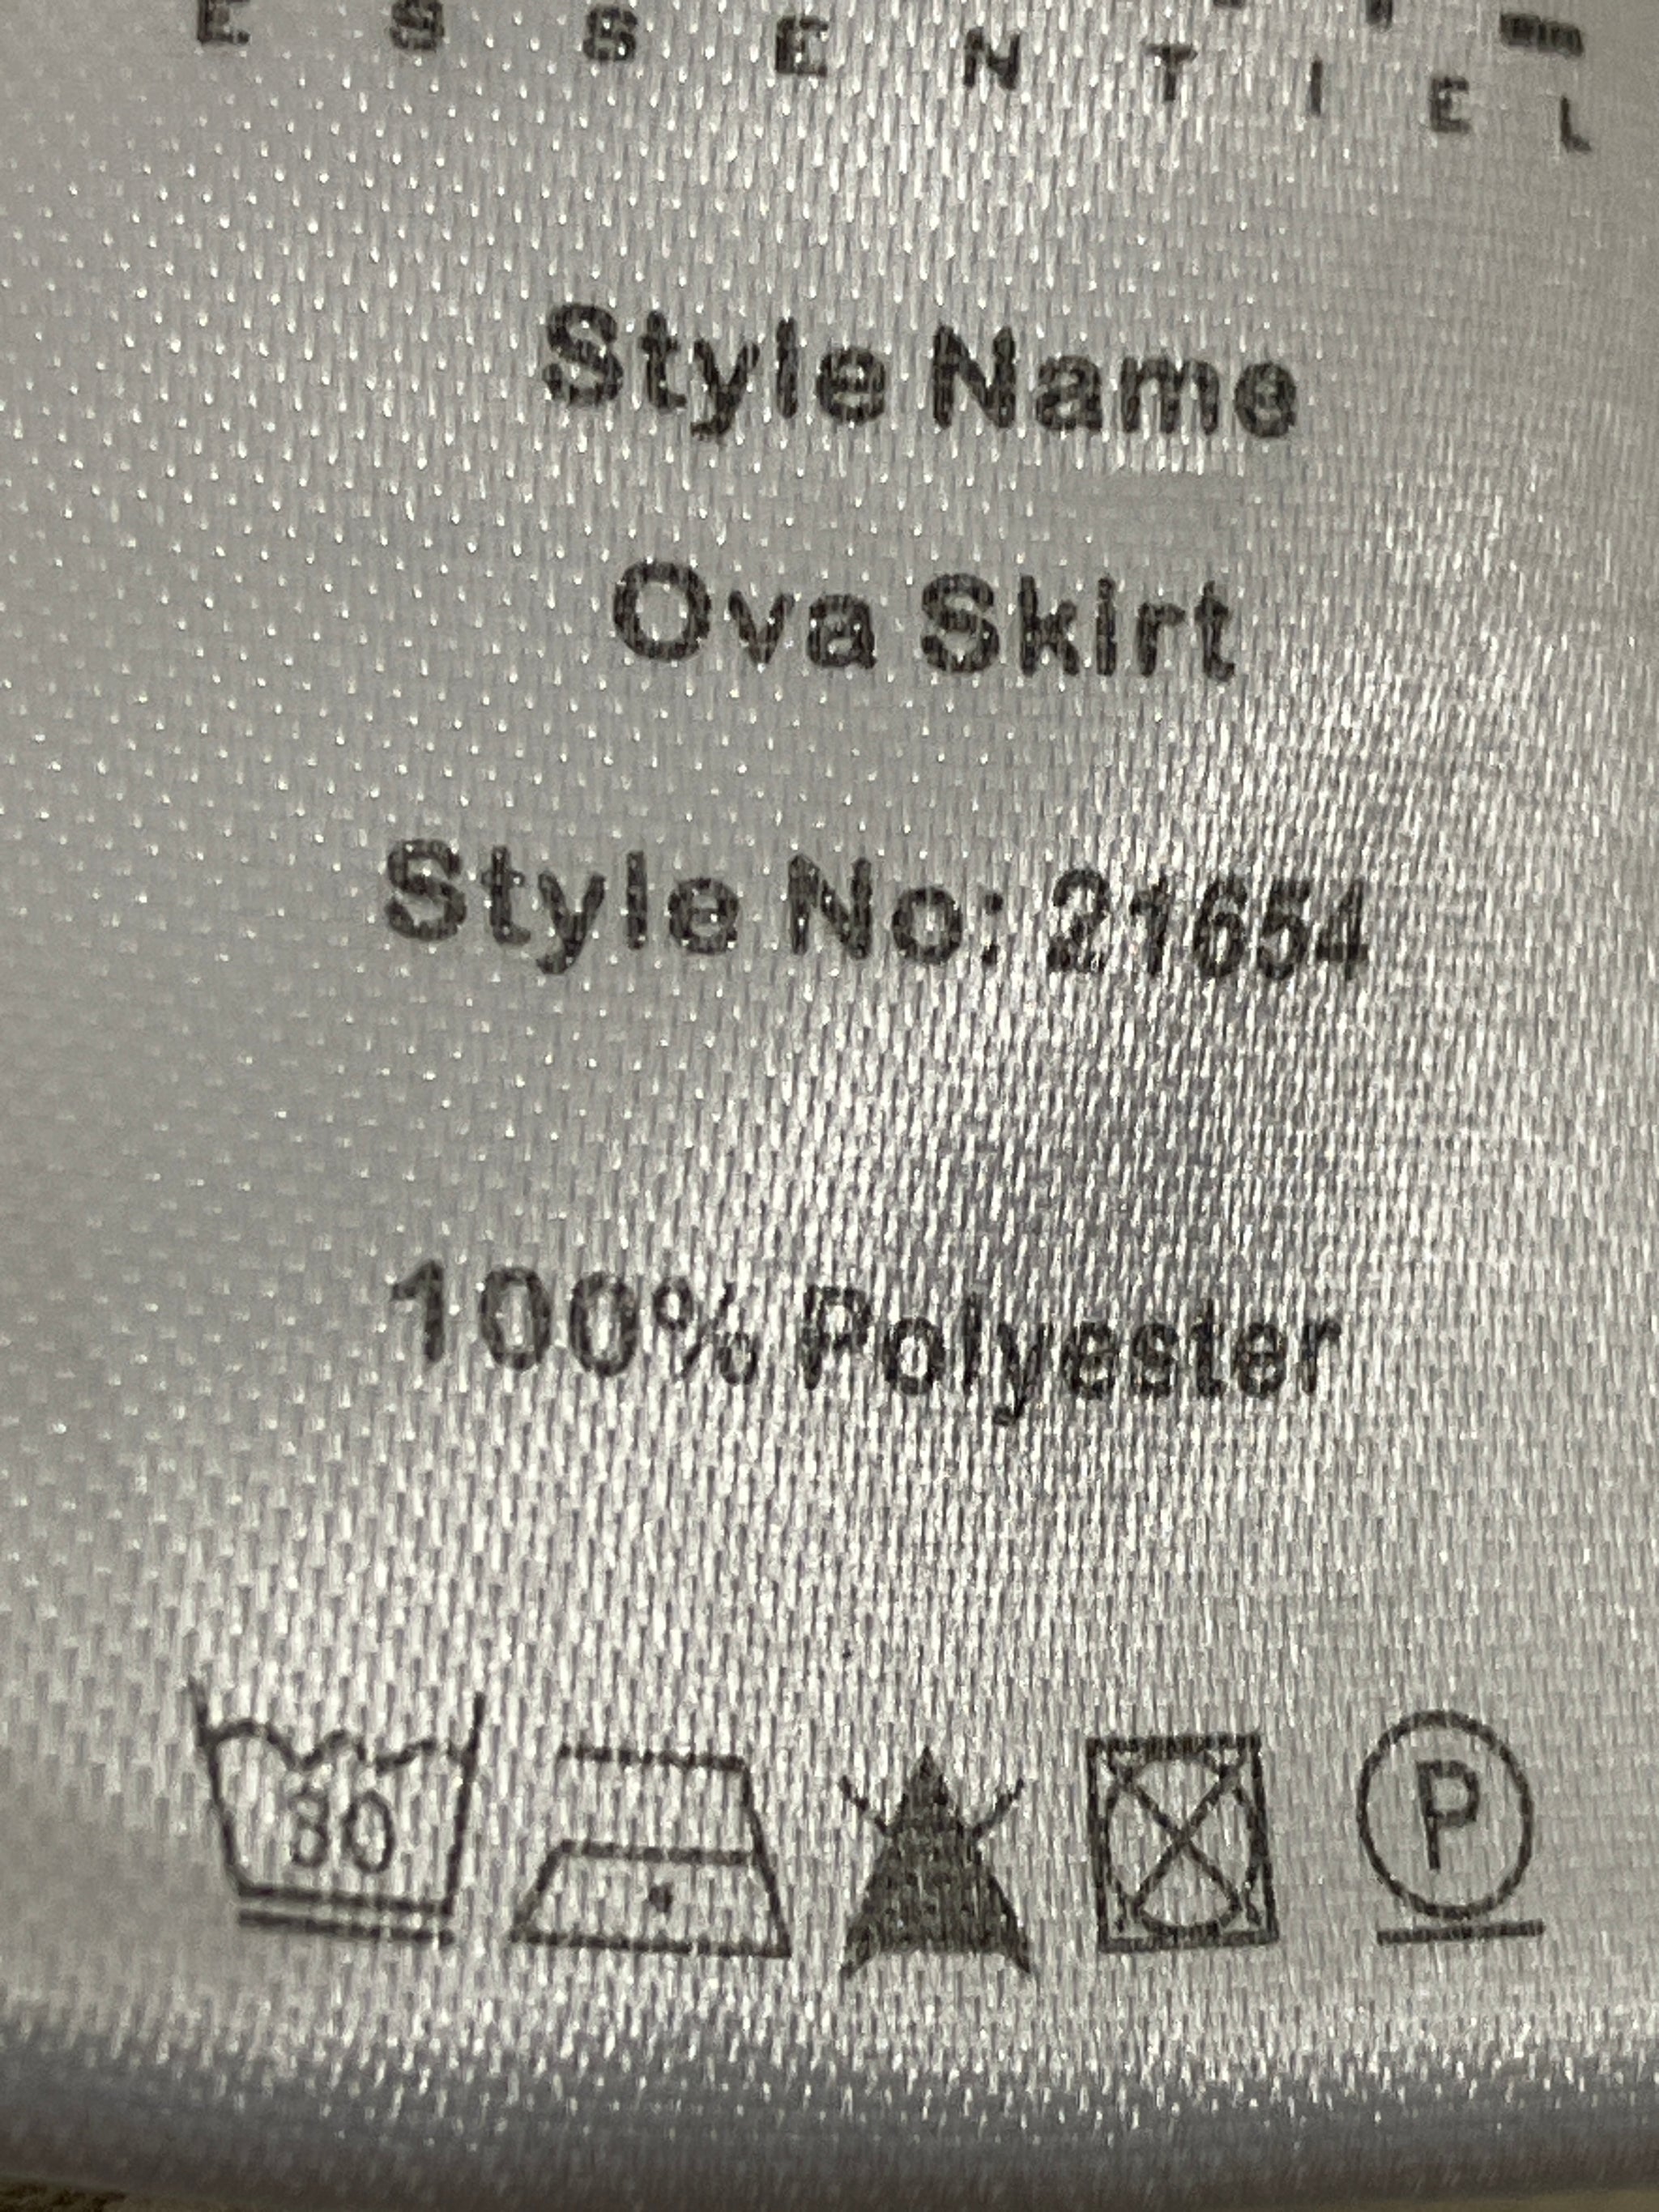 ESSENTIEL
Style Name
Ova Skirt
Style No: 21654
100% Polyester
30
P